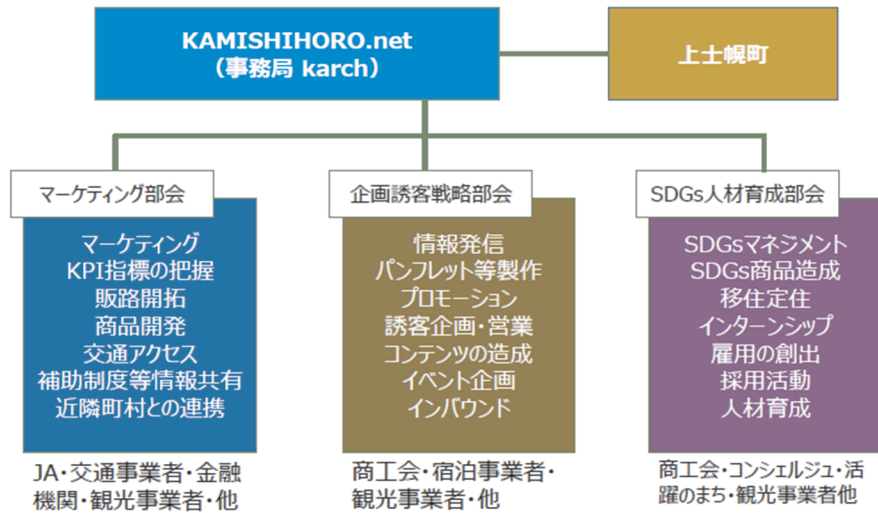 KAMISHIHORO.net
（事務局 karch）
上士幌町
マーケティング部会
マーケティング
KPI指標の把握
販路開拓
商品開発
交通アクセス
補助制度等情報共有
近隣町村との連携
JA・交通事業者・金融
機関・観光事業者・他
企画誘客戦略部会
情報発信
パンフレット等製作
プロモーション
誘客企画・営業
コンテンツの造成
イベント企画
インバウンド
商工会・宿泊事業者・
観光事業者・他
SDGs人材育成部会
SDGsマネジメント
SDGs商品造成
移住定住
インターンシップ
雇用の創出
採用活動
人材育成
商工会・コンシェルジュ・活
躍のまち・観光事業者他